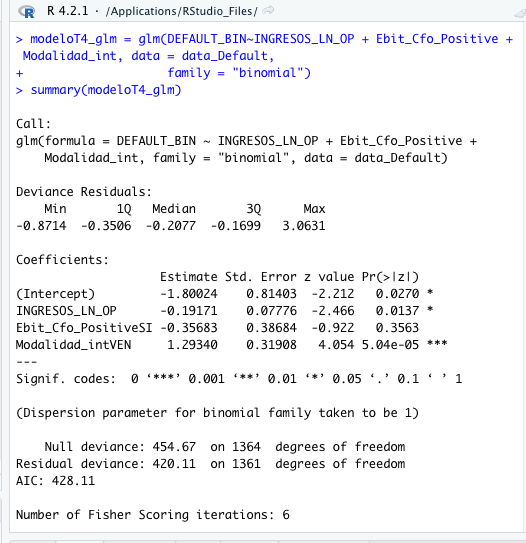 R 4.2.1 · /Applications/RStudio_Files/
> modeloT4_glm = glm(DEFAULT_BIN~INGRESOS_LN_OP + Ebit_Cfo_Positive +
 Modalidad_int, data = data_Default,
+                    family = "binomial")
> summary(modeloT4_glm)

Call:
glm(formula = DEFAULT_BIN ~ INGRESOS_LN_OP + Ebit_Cfo_Positive +
    Modalidad_int, family = "binomial", data = data_Default)

Deviance Residuals:
    Min       1Q   Median       3Q      Max
-0.8714  -0.3506  -0.2077  -0.1699   3.0631

Coefficients:
                    Estimate Std. Error z value Pr(>|z|)
(Intercept)         -1.80024    0.81403  -2.212   0.0270 *
INGRESOS_LN_OP      -0.19171    0.07776  -2.466   0.0137 *
Ebit_Cfo_PositiveSI -0.35683    0.38684  -0.922   0.3563
Modalidad_intVEN     1.29340    0.31908   4.054 5.04e-05 ***
---
Signif. codes:  0 ‘***’ 0.001 ‘**’ 0.01 ‘*’ 0.05 ‘.’ 0.1 ‘ ’ 1

(Dispersion parameter for binomial family taken to be 1)

    Null deviance: 454.67  on 1364  degrees of freedom
Residual deviance: 420.11  on 1361  degrees of freedom
AIC: 428.11

Number of Fisher Scoring iterations: 6